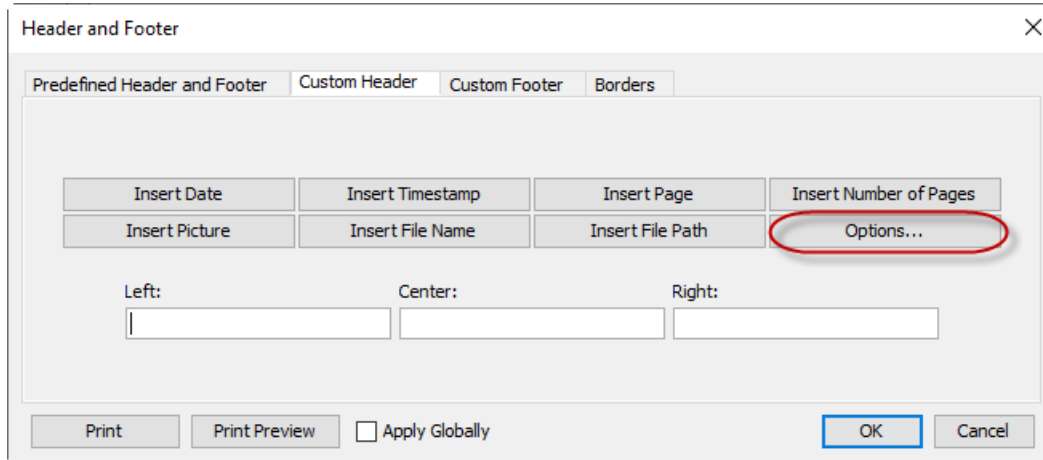 Header and Footer
Predefined Header and Footer Custom Header Custom Footer Borders
Insert Date Insert Timestamp Insert Page Insert Number of Pages
Insert Picture Insert File Name Insert File Path Options...
Left: Center: Right:
Print Print Preview Apply Globally OK Cancel